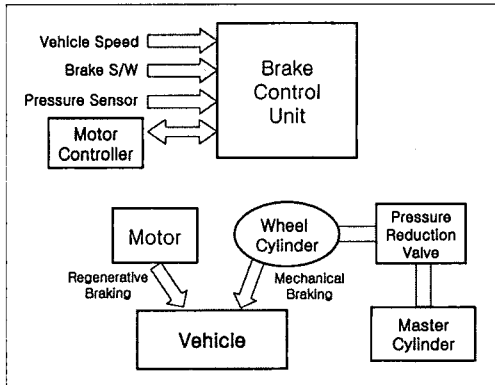 Vehicle Speed
Brake S/W
Pressure Sensor
Motor
Controller
Brake
Control
Unit
Motor
Wheel
Cylinder
Pressure
Reduction
Valve
Regenerative
Braking
Mechanical
Braking
Vehicle
Master
Cylinder